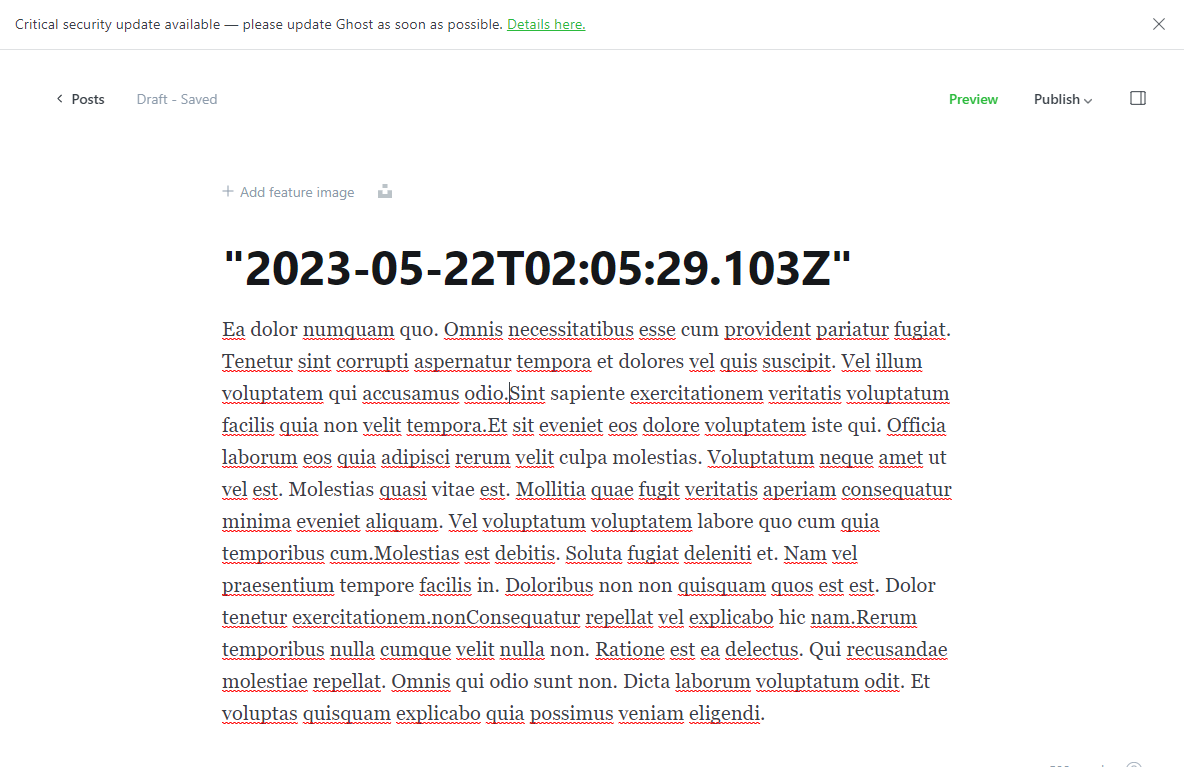 Critical security update available — please update Ghost as soon as possible. Details here.
Posts
Draft - Saved
Preview
Publish
Add feature image
"2023-05-22T02:05:29.103Z"
Ea dolor numquam quo. Omnis necessitatibus esse cum provident pariatur fugiat.
Tenetur sint corrupti aspernatur tempora et dolores vel quis suscipit. Vel illum
voluptatem qui accusamus odio.Sint sapiente exercitationem veritatis voluptatum
facilis quia non velit tempora.Et sit eveniet eos dolore voluptatem iste qui. Officia
laborum eos quia adipisci rerum velit culpa molestias. Voluptatum neque amet ut
vel est. Molestias quasi vitae est. Mollitia quae fugit veritatis aperiam consequatur
minima eveniet aliquam. Vel voluptatum voluptatem labore quo cum quia
temporibus cum.Molestias est debitis. Soluta fugiat deleniti et. Nam vel
praesentium tempore facilis in. Doloribus non non quisquam quos est est. Dolor
tenetur exercitationem.nonConsequatur repellat vel explicabo hic nam.Rerum
temporibus nulla cumque velit nulla non. Ratione est ea delectus. Qui recusandae
molestiae repellat. Omnis qui odio sunt non. Dicta laborum voluptatum odit. Et
voluptas quisquam explicabo quia possimus veniam eligendi.